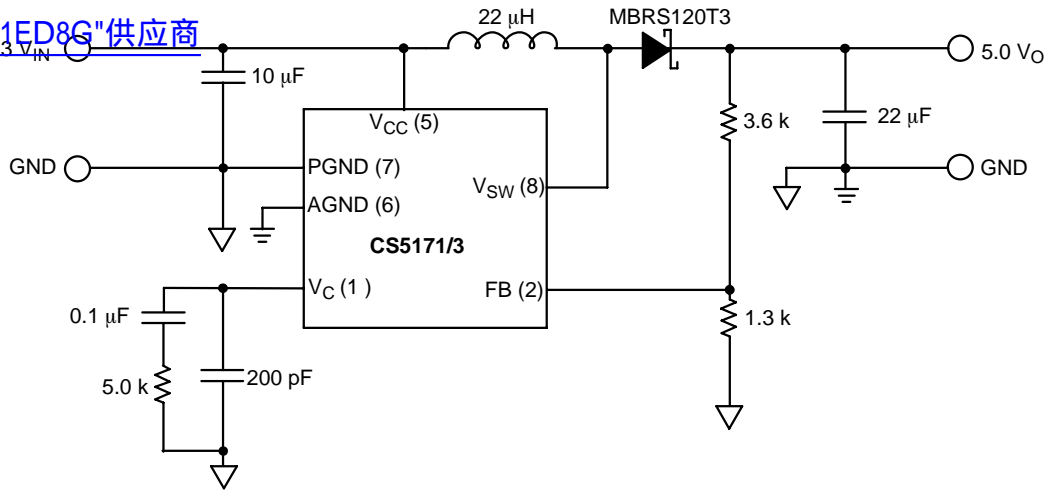 1ED8G"供应商
22 μH
MBRS120T3
3 VIN
5.0 VO
10 μF
VCC (5)
3.6 k
22 μF
GND
PGND (7)
GND
VSW (8)
AGND (6)
CS5171/3
VC (1 )
FB (2)
0.1 μF
1.3 k
5.0 k
200 pF